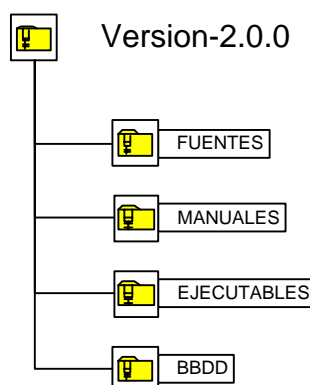 Version-2.0.0
FUENTES
MANUALES
EJECUTABLES
BBDD